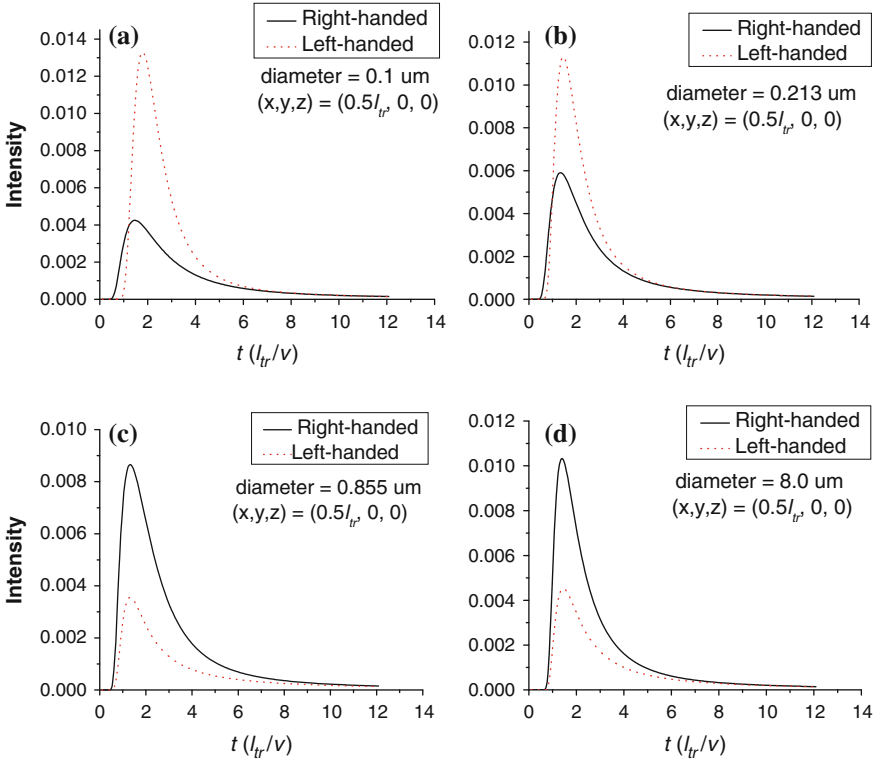 (a)
Right-handed
Left-handed
diameter = 0.1 um
(x,y,z) = (0.5l_tr, 0, 0)
0.014
0.012
0.010
0.008
0.006
0.004
0.002
0.000
Intensity
0 2 4 6 8 10 12 14
t (l_tr/v)
(b)
Right-handed
Left-handed
diameter = 0.213 um
(x,y,z) = (0.5l_tr, 0, 0)
0.012
0.010
0.008
0.006
0.004
0.002
0.000
0 2 4 6 8 10 12 14
t (l_tr/v)
(c)
Right-handed
Left-handed
diameter = 0.855 um
(x,y,z) = (0.5l_tr, 0, 0)
0.010
0.008
0.006
0.004
0.002
0.000
Intensity
0 2 4 6 8 10 12 14
t (l_tr/v)
(d)
Right-handed
Left-handed
diameter = 8.0 um
(x,y,z) = (0.5l_tr, 0, 0)
0.012
0.010
0.008
0.006
0.004
0.002
0.000
0 2 4 6 8 10 12 14
t (l_tr/v)